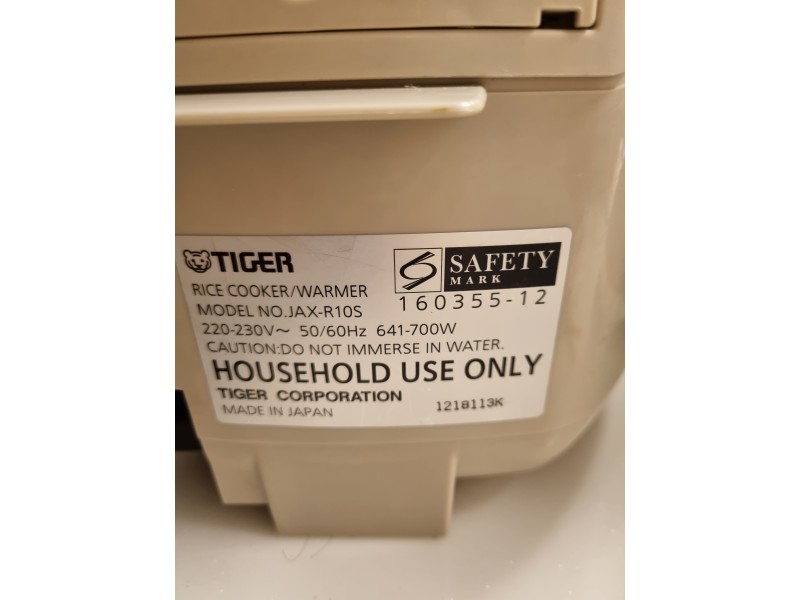 TIGER
SAFETY
MARK
RICE COOKER/WARMER
160355-12
MODEL NO.JAX-R10S
220-230V~ 50/60Hz 641-700W
CAUTION:DO NOT IMMERSE IN WATER.
HOUSEHOLD USE ONLY
TIGER CORPORATION
MADE IN JAPAN
1218113K